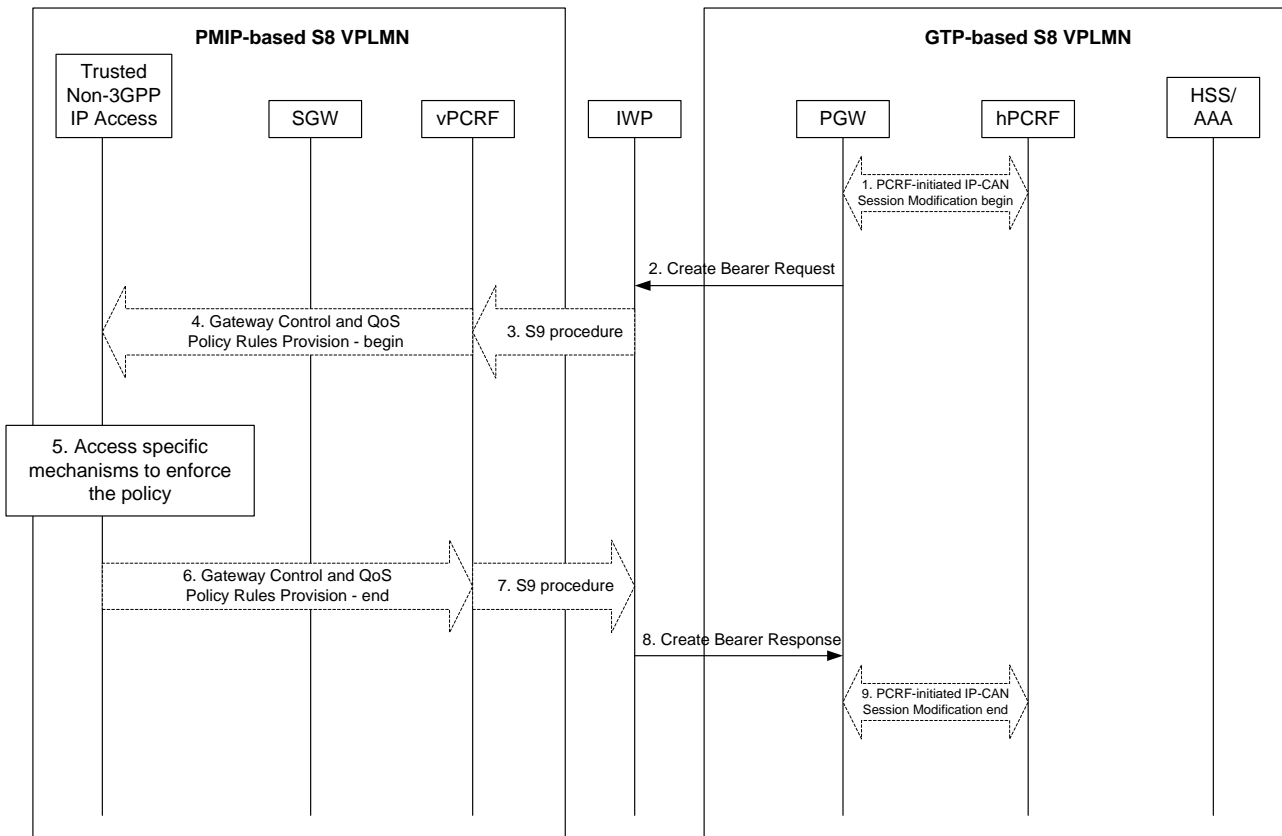 PMIP-based S8 VPLMN
GTP-based S8 VPLMN
Trusted
Non-3GPP
IP Access
SGW
vPCRF
IWP
PGW
hPCRF
HSS/
AAA
1. PCRF-initiated IP-CAN
Session Modification begin
2. Create Bearer Request
4. Gateway Control and QoS
Policy Rules Provision - begin
3. S9 procedure
5. Access specific
mechanisms to enforce
the policy
6. Gateway Control and QoS
Policy Rules Provision - end
7. S9 procedure
8. Create Bearer Response
9. PCRF-initiated IP-CAN
Session Modification end